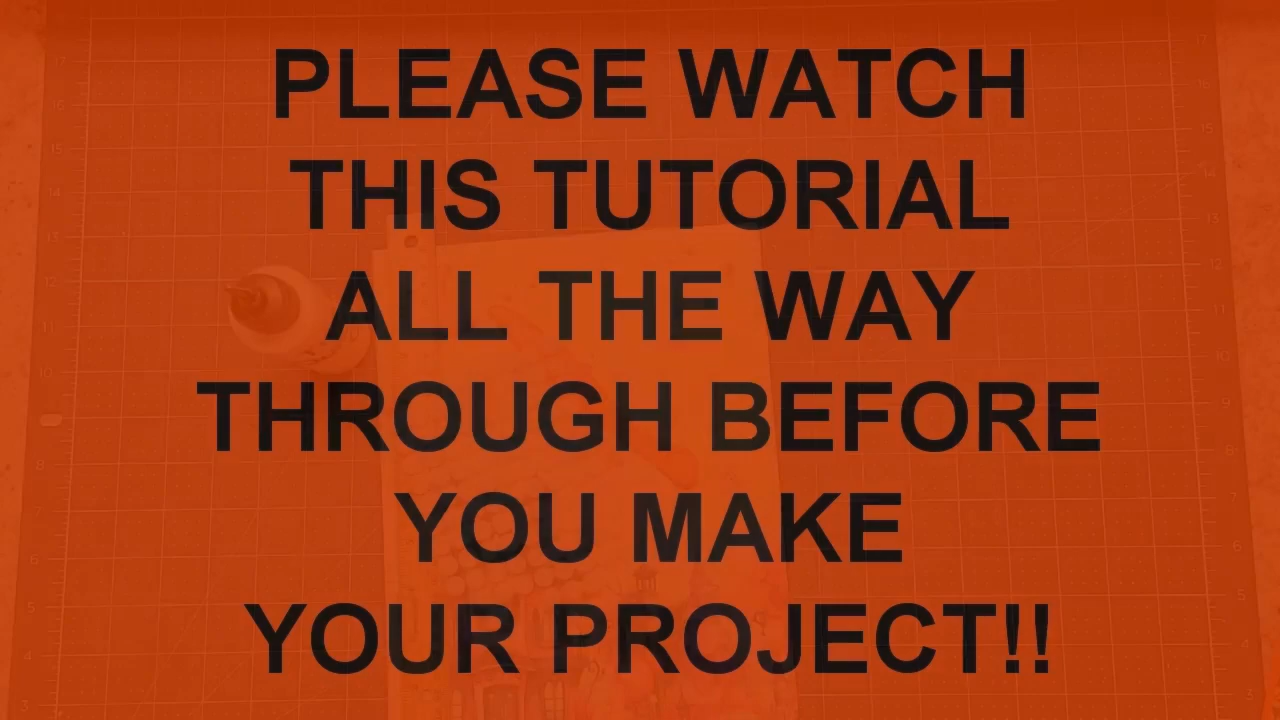 PLEASE WATCH
THIS TUTORIAL
ALL THE WAY
THROUGH BEFORE
YOU MAKE
YOUR PROJECT!!